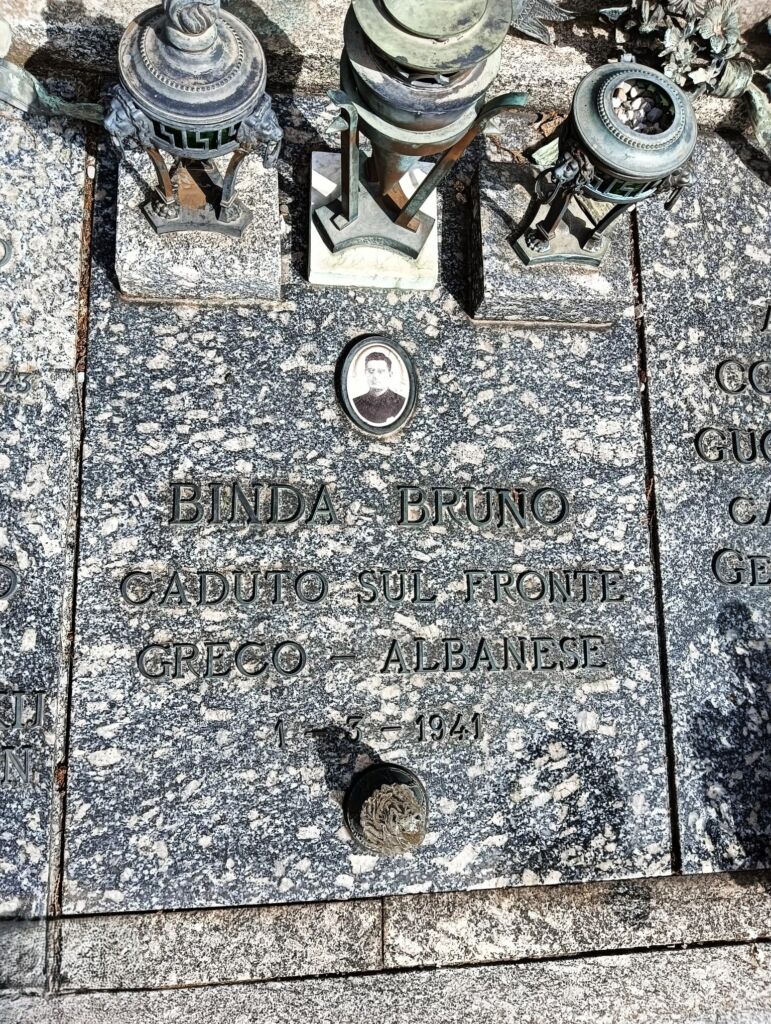 BINDA BRUNO
CADUTO SUL FRONTE
GRECO - ALBANESE
1 - 3 - 1941